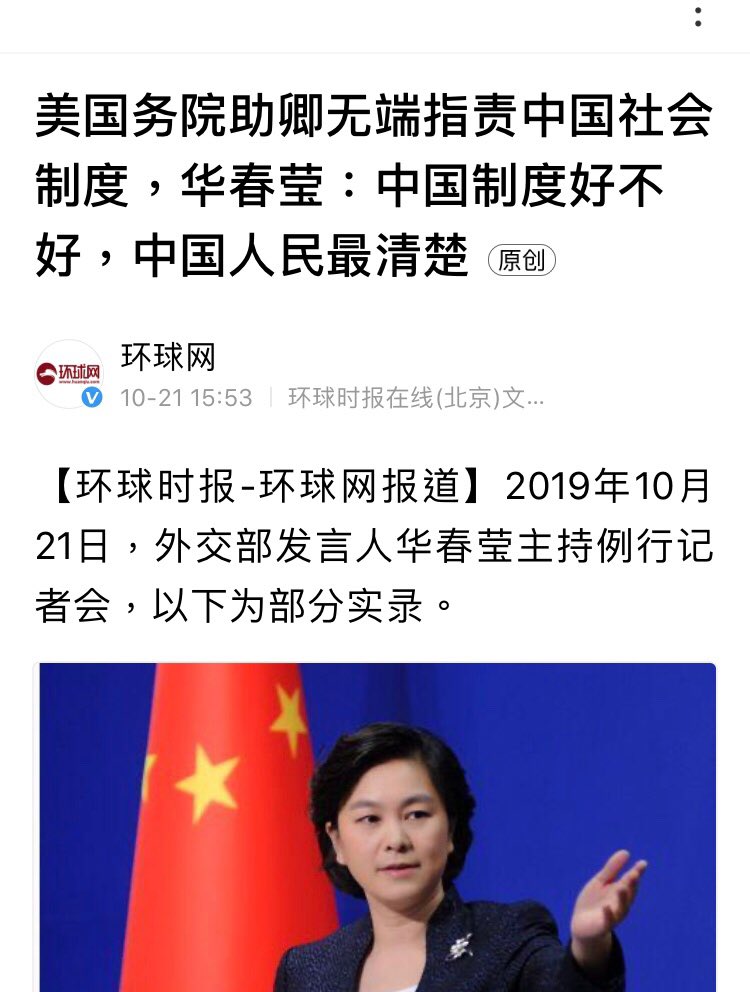 美国务院助卿无端指责中国社会
制度，华春莹：中国制度好不
好，中国人民最清楚 原创
环球网
环球网
www.huanqiu.com
10-21 15:53 | 环球时报在线(北京)文...
【环球时报-环球网报道】2019年10月
21日，外交部发言人华春莹主持例行记
者会，以下为部分实录。